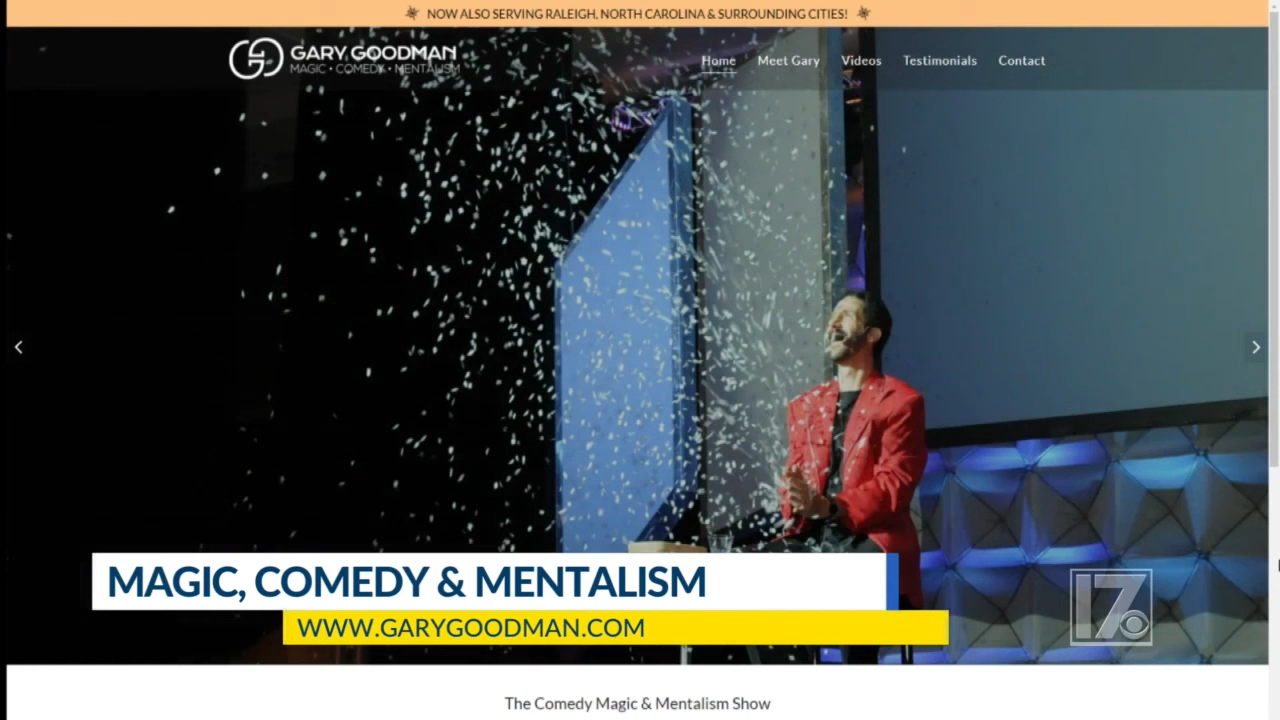 NOW ALSO SERVING RALEIGH, NORTH CAROLINA & SURROUNDING CITIES!
GARY GOODMAN
MAGIC • COMEDY • MENTALISM
Home Meet Gary Videos Testimonials Contact
MAGIC, COMEDY & MENTALISM
WWW.GARYGOODMAN.COM
17
The Comedy Magic & Mentalism Show